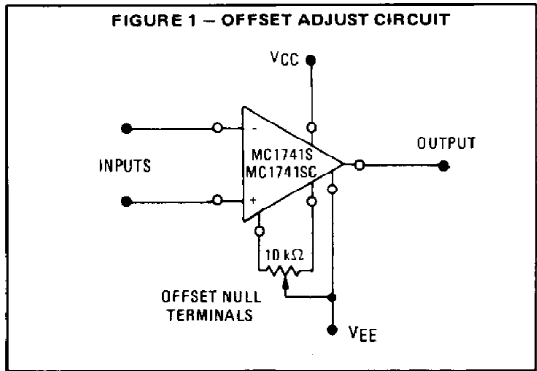 FIGURE 1 – OFFSET ADJUST CIRCUIT
VCC
-
MC1741S
MC1741SC
OUTPUT
INPUTS
+
10 kΩ
OFFSET NULL
TERMINALS
VEE